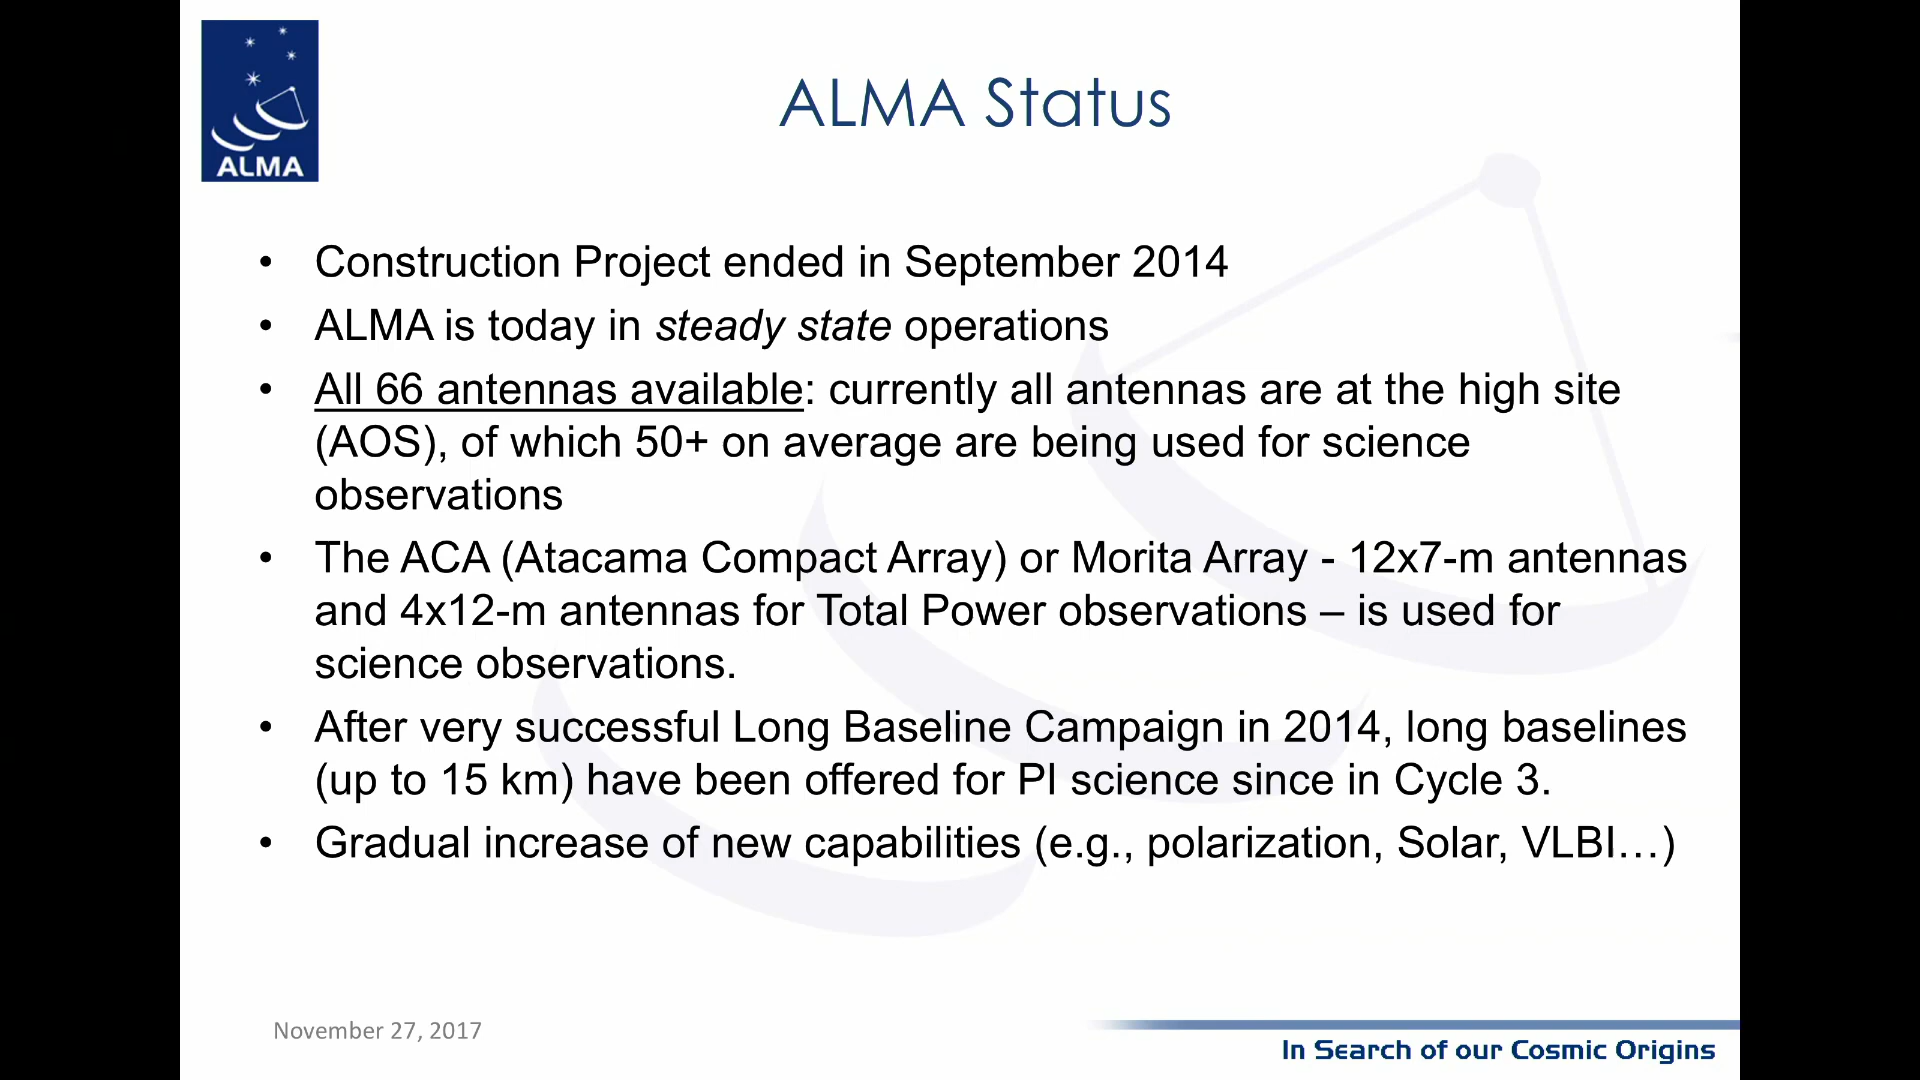 ALMA
ALMA Status
• Construction Project ended in September 2014
• ALMA is today in steady state operations
• All 66 antennas available: currently all antennas are at the high site
(AOS), of which 50+ on average are being used for science
observations
• The ACA (Atacama Compact Array) or Morita Array - 12x7-m antennas
and 4x12-m antennas for Total Power observations – is used for
science observations.
• After very successful Long Baseline Campaign in 2014, long baselines
(up to 15 km) have been offered for PI science since in Cycle 3.
• Gradual increase of new capabilities (e.g., polarization, Solar, VLBI…)
November 27, 2017
In Search of our Cosmic Origins